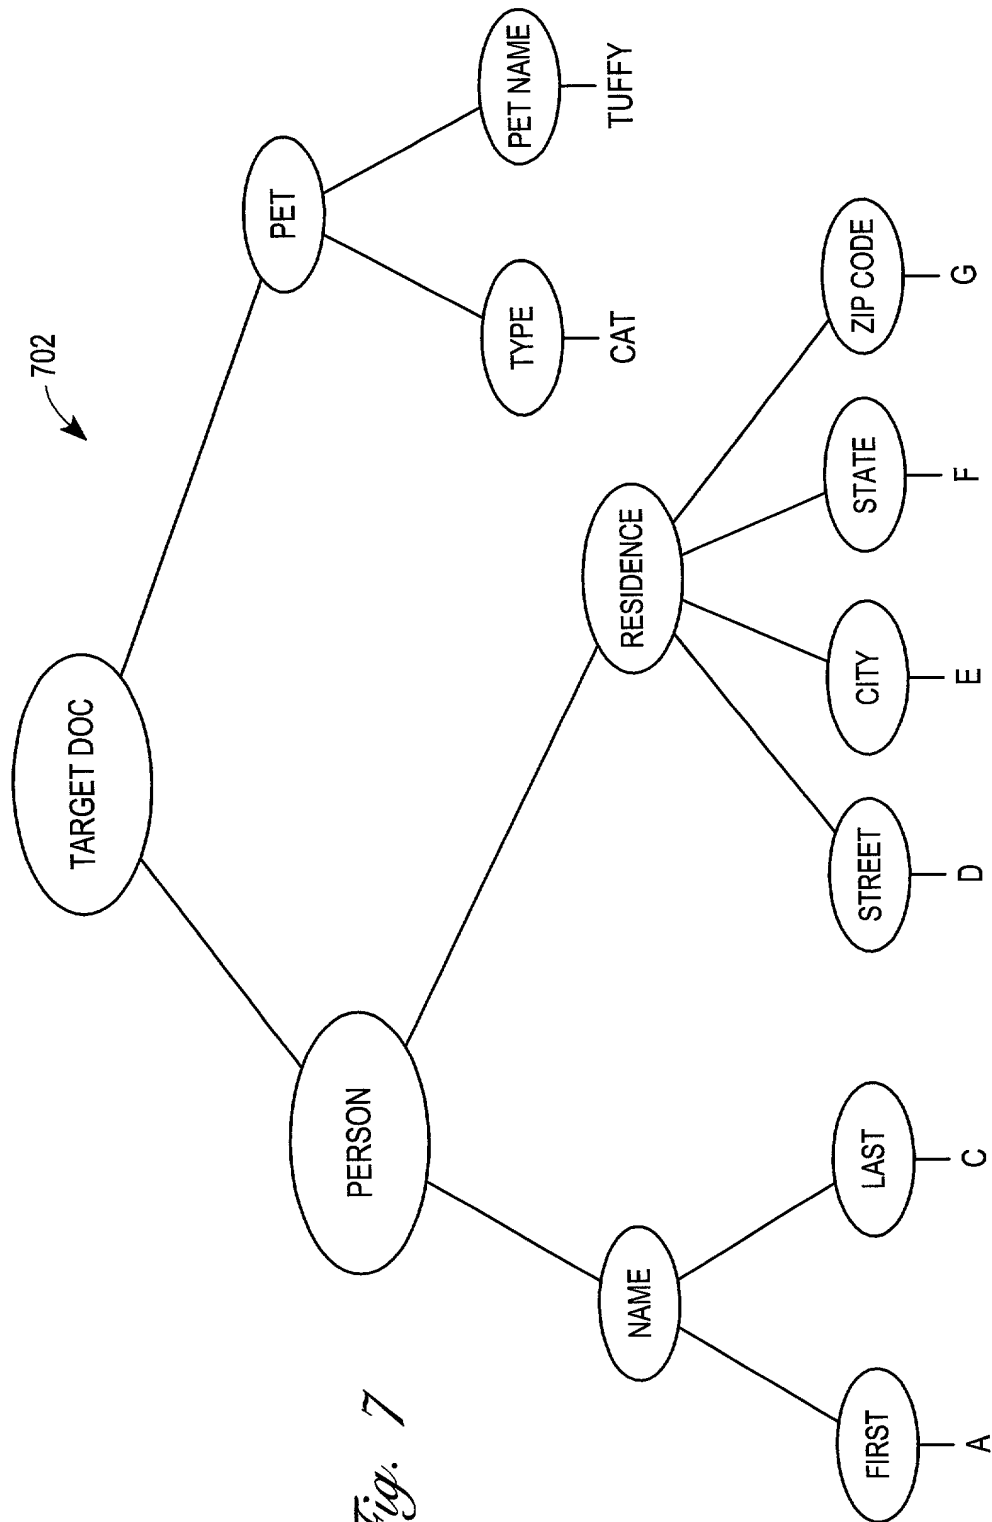 702
TARGET DOC
PERSON
PET
NAME
RESIDENCE
TYPE
PET NAME
CAT
TUFFY
FIRST
LAST
STREET
CITY
STATE
ZIP CODE
A
C
D
E
F
G
Fig. 7